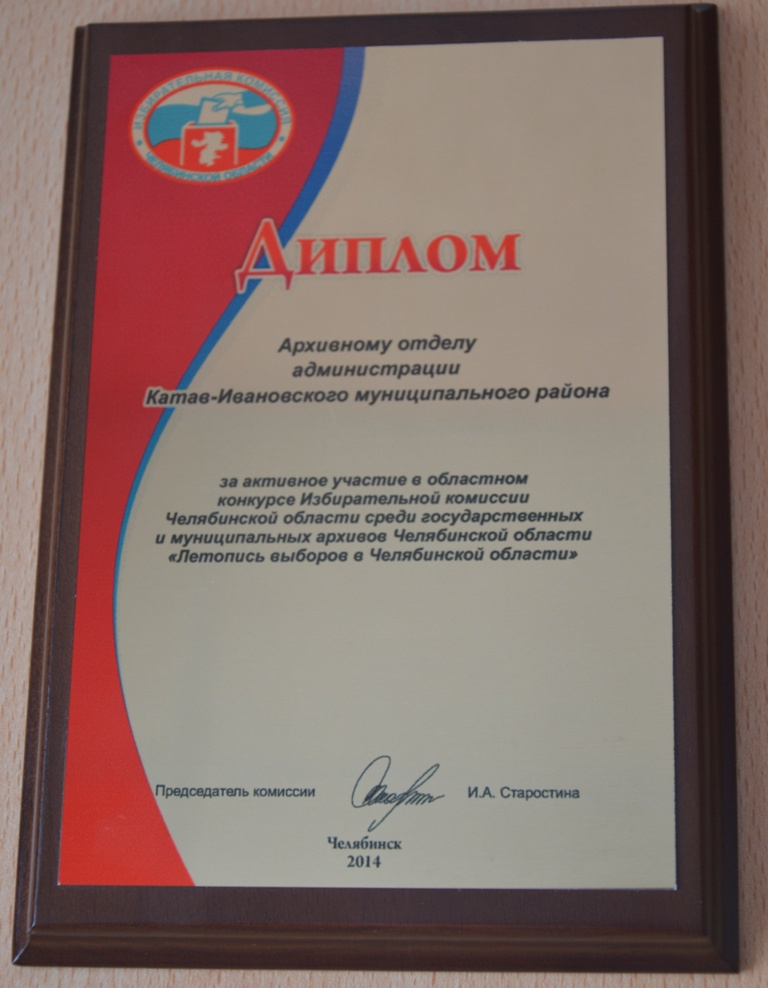 ИЗБИРАТЕЛЬНАЯ КОМИССИЯ
ЧЕЛЯБИНСКОЙ ОБЛАСТИ
Диплом
Архивному отделу
администрации
Катав-Ивановского муниципального района
за активное участие в областном
конкурсе Избирательной комиссии
Челябинской области среди государственных
и муниципальных архивов Челябинской области
«Летопись выборов в Челябинской области»
Председатель комиссии И.А. Старостина
Челябинск
2014